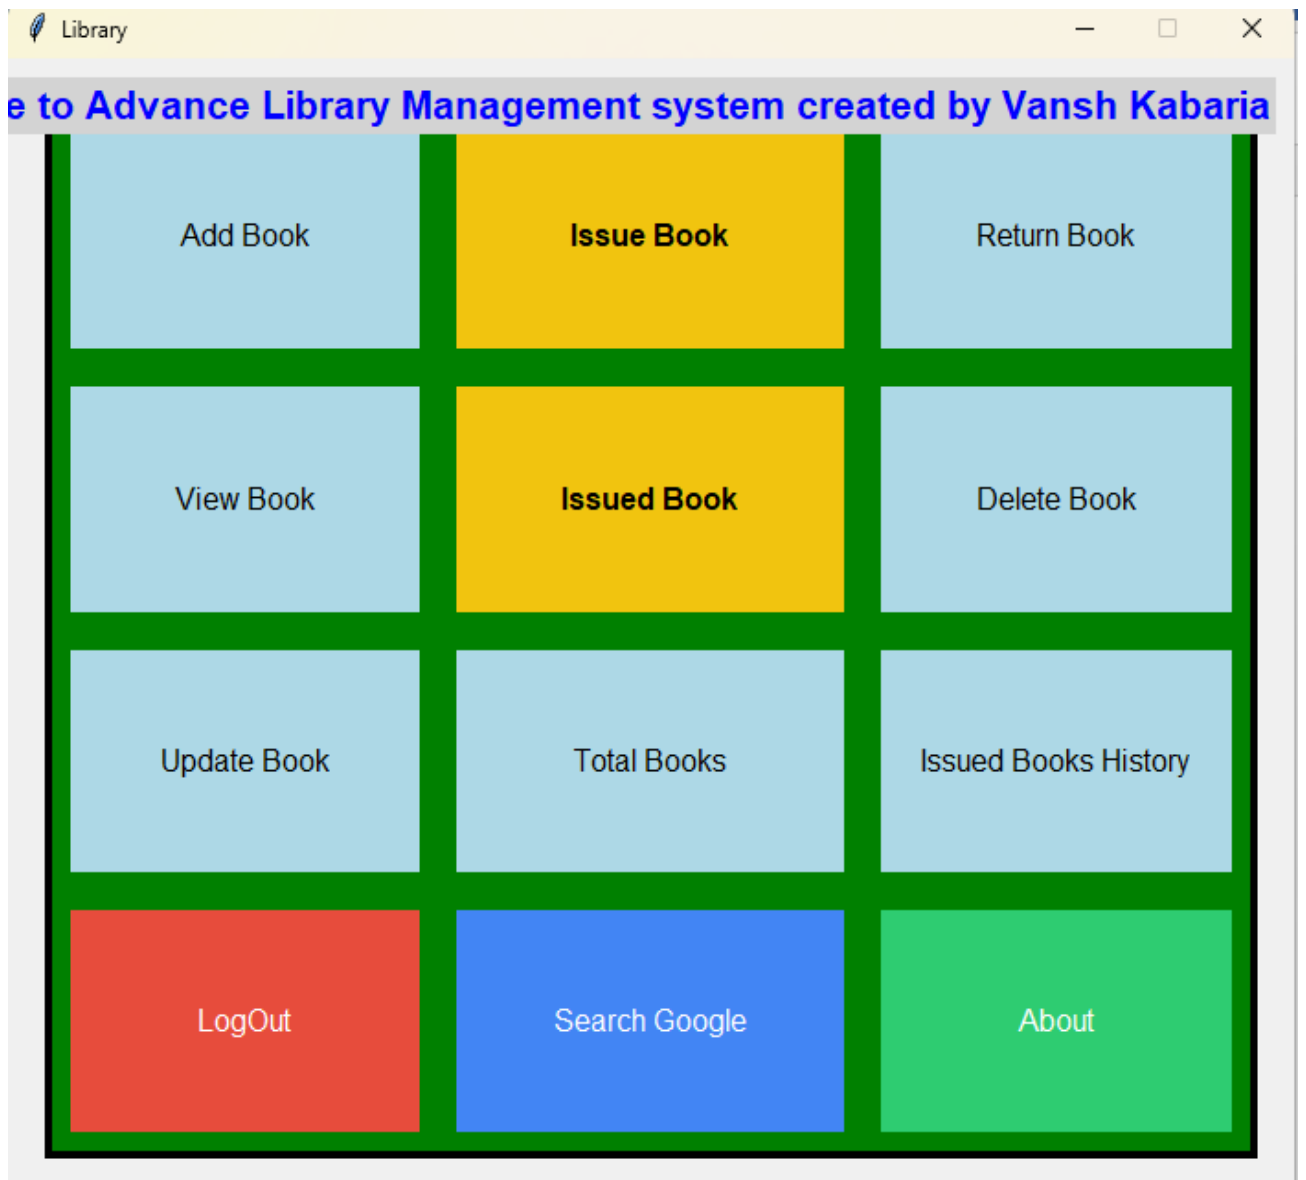 Library
e to Advance Library Management system created by Vansh Kabaria
Add Book
Issue Book
Return Book
View Book
Issued Book
Delete Book
Update Book
Total Books
Issued Books History
LogOut
Search Google
About